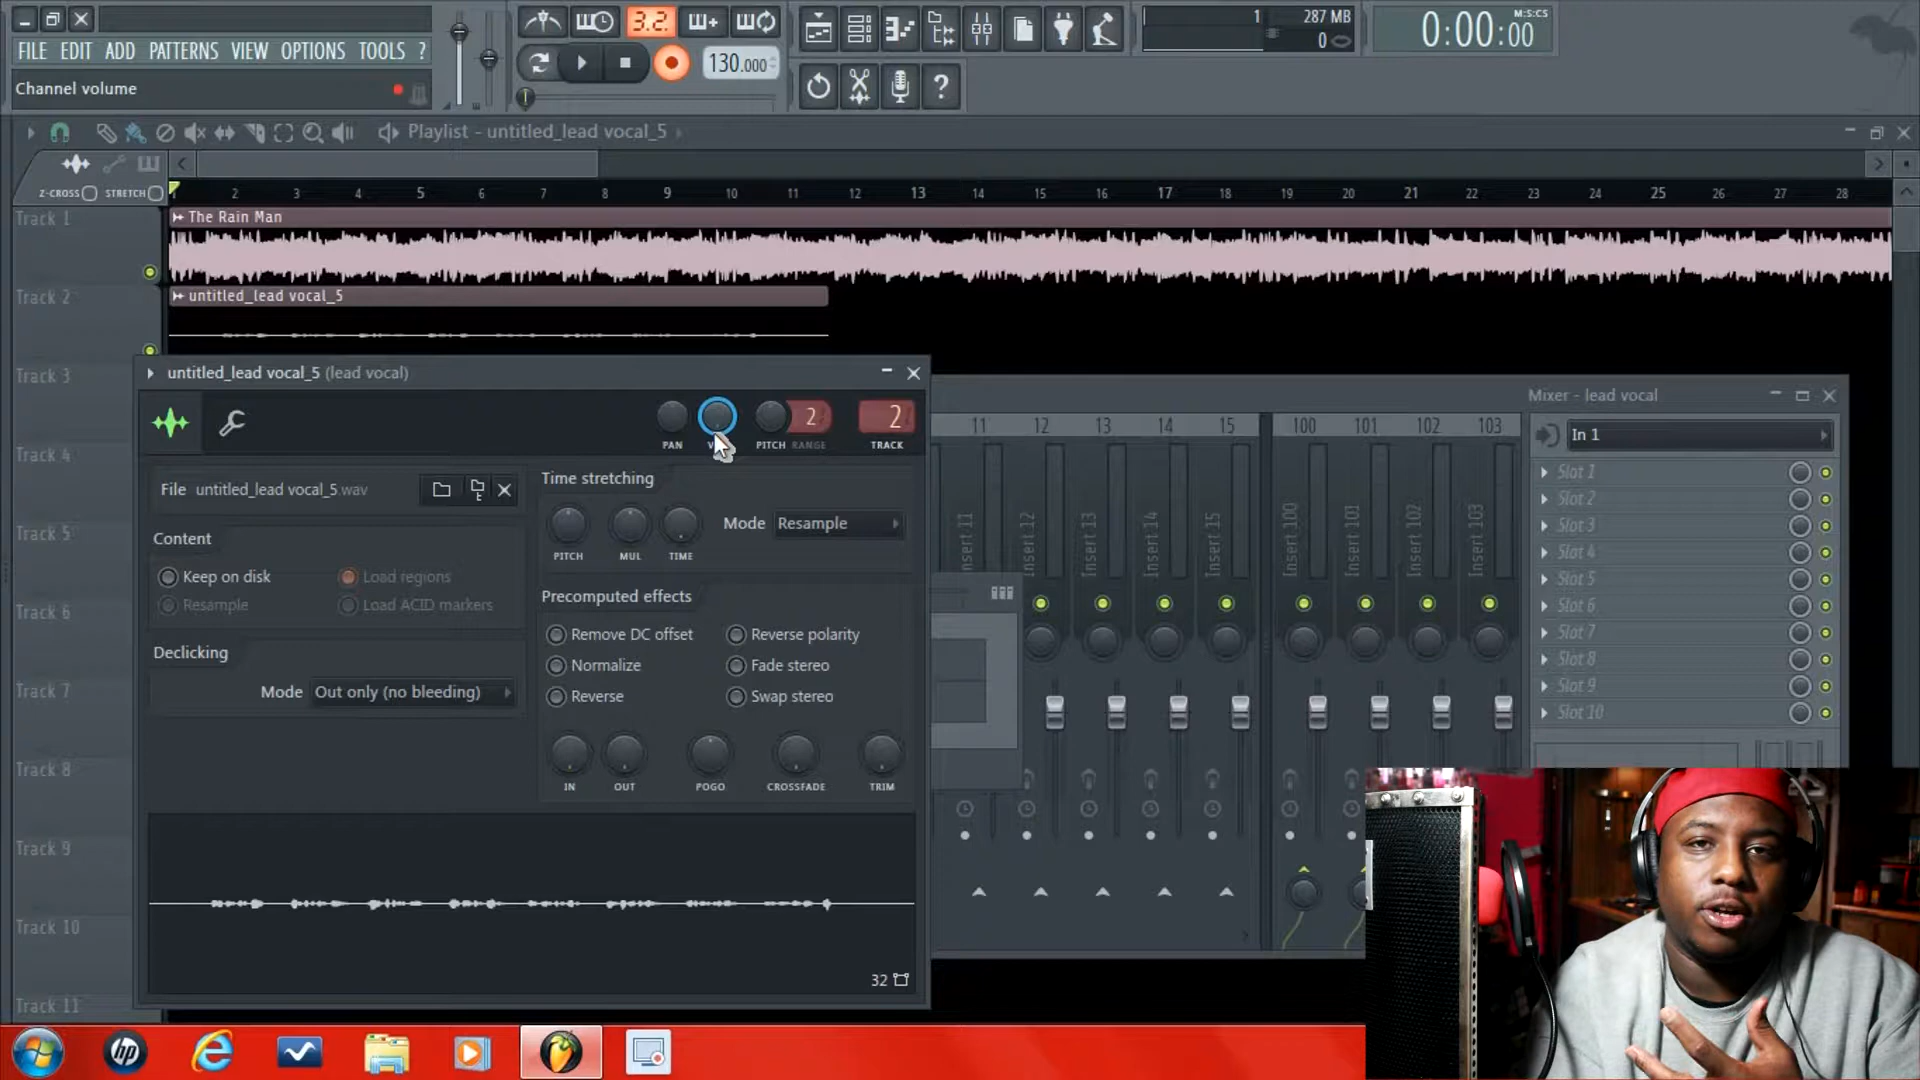 FILE EDIT ADD PATTERNS VIEW OPTIONS TOOLS ?
Channel volume
3.2.
130.000
1 287 MB
0
0:00:00 M:S:CS
Playlist - untitled_lead vocal_5
Z-CROSS STRETCH
2 3 4 5 6 7 8 9 10 11 12 13 14 15 16 17 18 19 20 21 22 23 24 25 26 27 28
Track 1
The Rain Man
Track 2
untitled_lead vocal_5
Track 3
Track 4
Track 5
Track 6
Track 7
Track 8
Track 9
Track 10
Track 11
untitled_lead vocal_5 (lead vocal)
2 2
PAN PITCH RANGE TRACK
File untitled_lead vocal_5.wav
Content
Keep on disk Load regions
Resample Load ACID markers
Declicking
Mode Out only (no bleeding)
Time stretching
PITCH MUL TIME
Mode Resample
Precomputed effects
Remove DC offset Reverse polarity
Normalize Fade stereo
Reverse Swap stereo
IN OUT POGO CROSSFADE TRIM
32
Mixer - lead vocal
11 12 13 14 15 100 101 102 103
Insert 11 Insert 12 Insert 13 Insert 14 Insert 15 Insert 100 Insert 101 Insert 102 Insert 103
In 1
Slot 1
Slot 2
Slot 3
Slot 4
Slot 5
Slot 6
Slot 7
Slot 8
Slot 9
Slot 10
hp